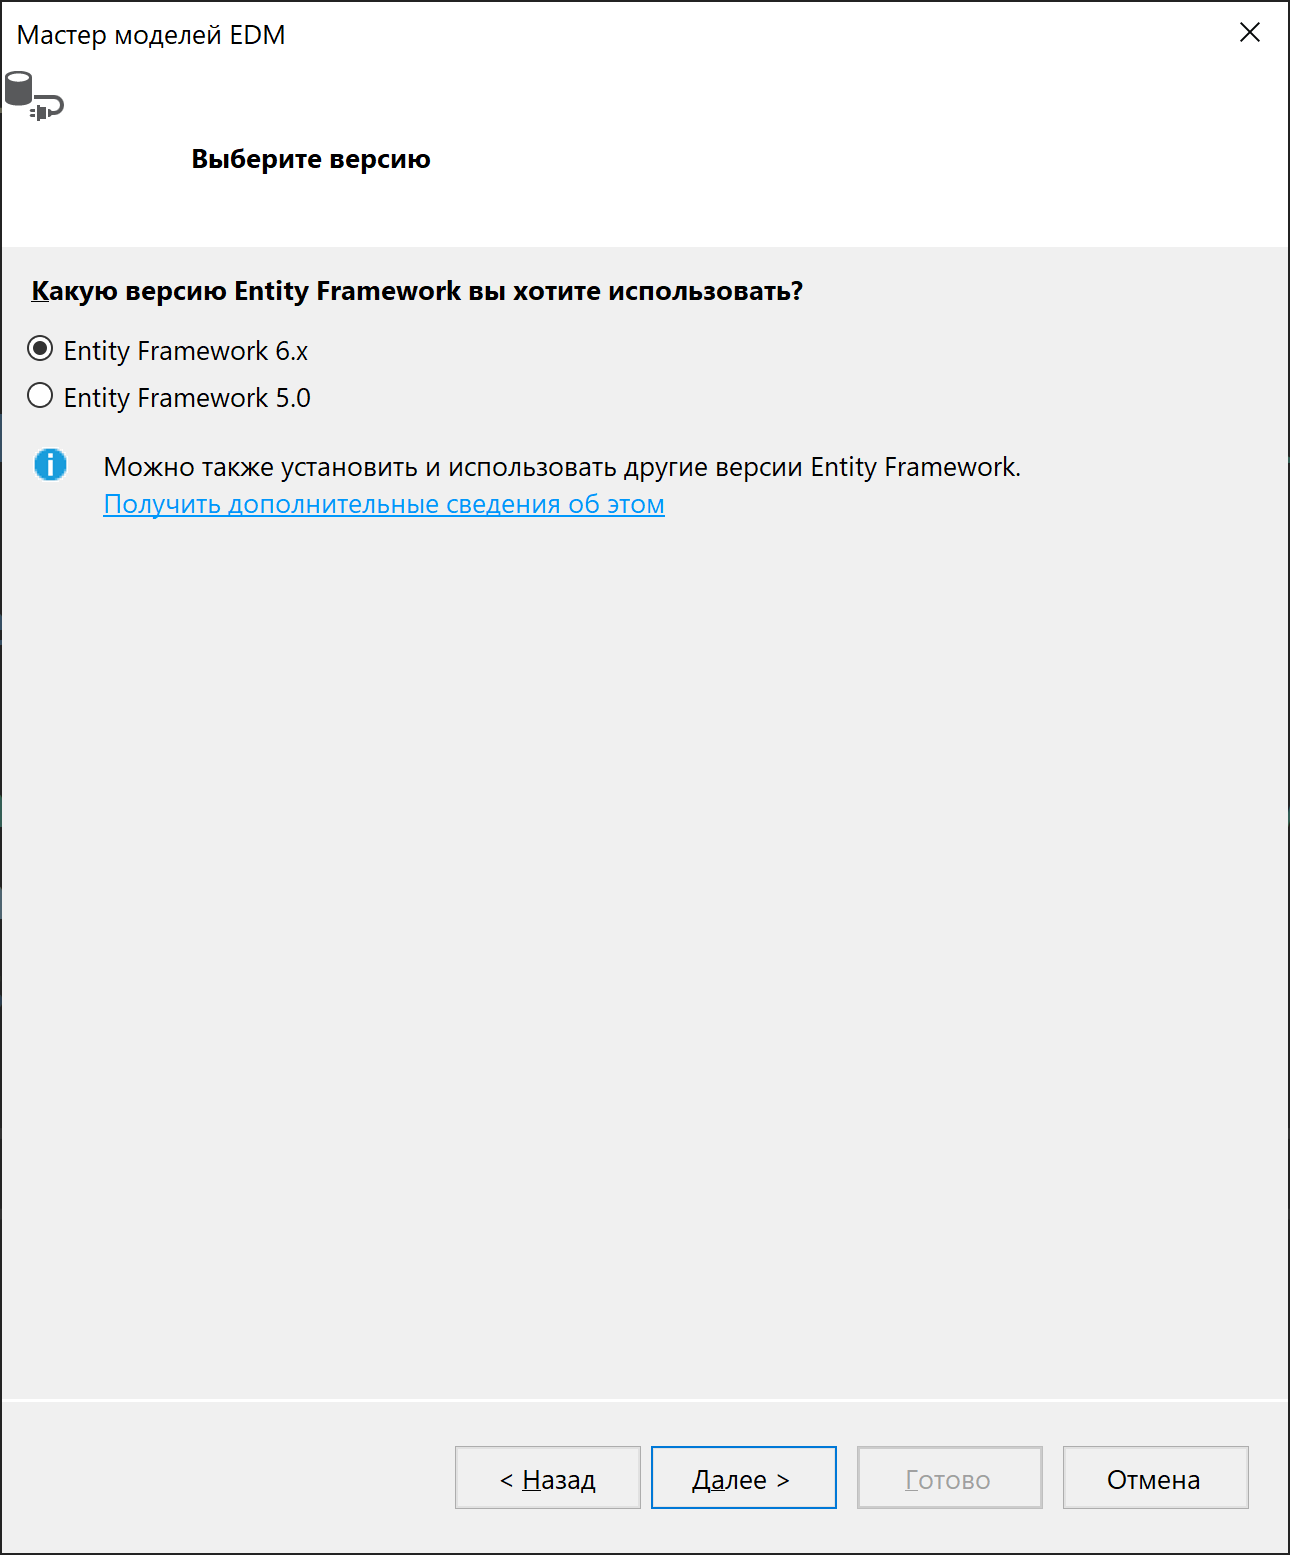 Мастер моделей EDM
Выберите версию
Какую версию Entity Framework вы хотите использовать?
Entity Framework 6.x
Entity Framework 5.0
Можно также установить и использовать другие версии Entity Framework.
Получить дополнительные сведения об этом
< Назад
Далее >
Готово
Отмена